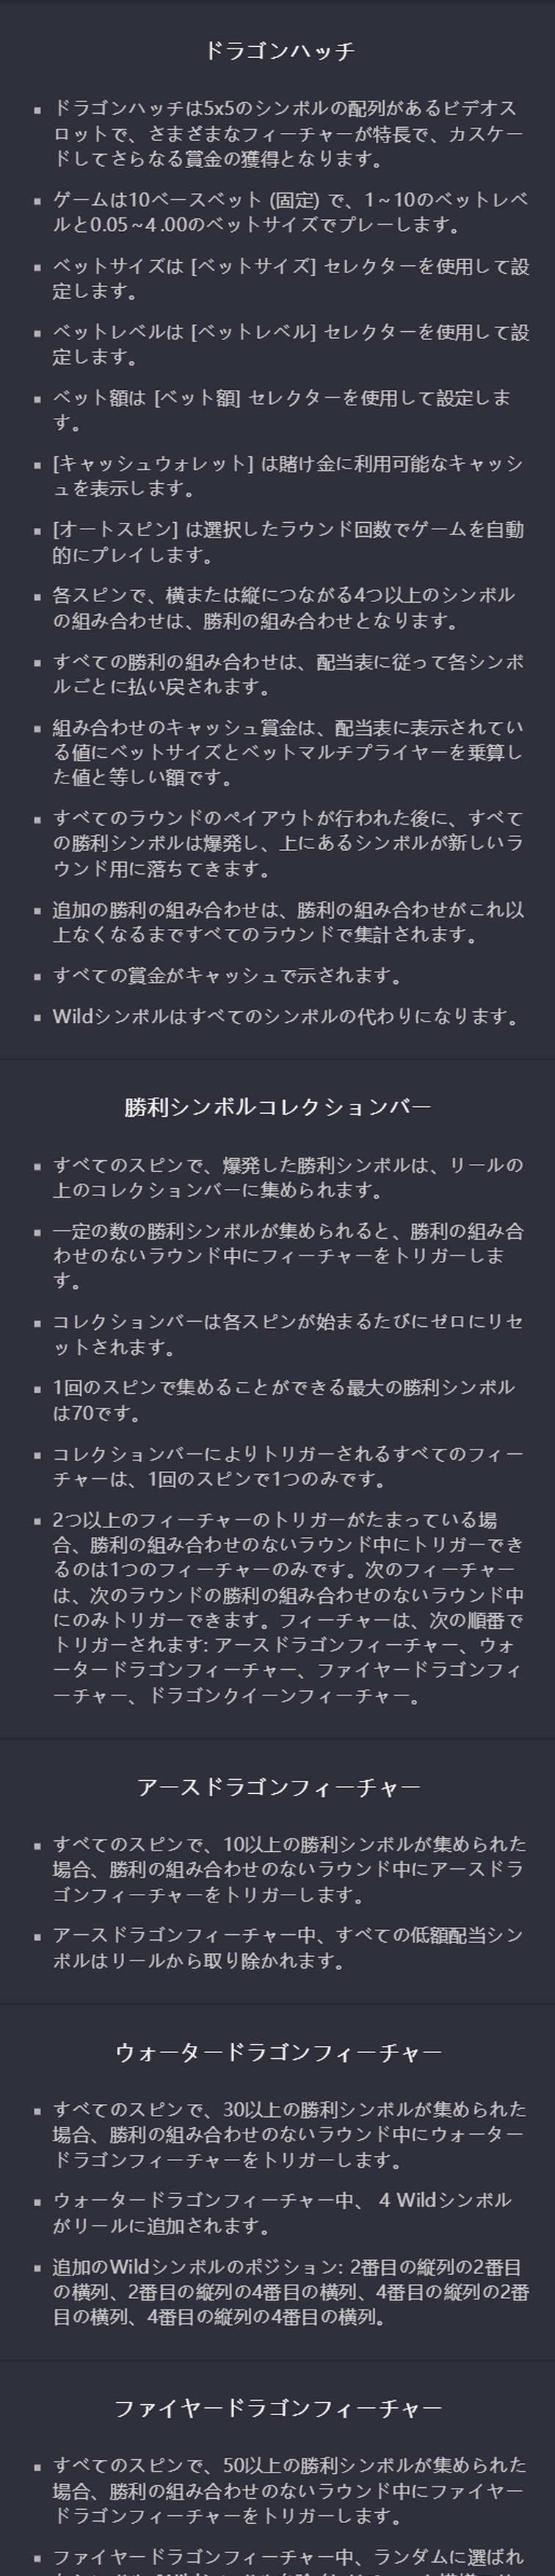 ドラゴンハッチ
ドラゴンハッチは5x5のシンボルの配列があるビデオス
ロットで、さまざまなフィーチャーが特長で、カスケー
ドしてさらなる賞金の獲得となります。
ゲームは10ベースベット (固定) で、1~10のベットレベ
ルと0.05~4.00のベットサイズでプレーします。
ベットサイズは [ベットサイズ] セレクターを使用して設
定します。
ベットレベルは [ベットレベル] セレクターを使用して設
定します。
ベット額は [ベット額] セレクターを使用して設定しま
す。
[キャッシュウォレット] は賭け金に利用可能なキャッシ
ュを表示します。
[オートスピン] は選択したラウンド回数でゲームを自動
的にプレイします。
各スピンで、横または縦につながる4つ以上のシンボル
の組み合わせは、勝利の組み合わせとなります。
すべての勝利の組み合わせは、配当表に従って各シンボ
ルごとに払い戻されます。
組み合わせのキャッシュ賞金は、配当表に表示されてい
る値にベットサイズとベットマルチプライヤーを乗算し
た値と等しい額です。
すべてのラウンドのペイアウトが行われた後に、すべて
の勝利シンボルは爆発し、上にあるシンボルが新しいラ
ウンド用に落ちてきます。
追加の勝利の組み合わせは、勝利の組み合わせがこれ以
上なくなるまですべてのラウンドで集計されます。
すべての賞金がキャッシュで示されます。
Wildシンボルはすべてのシンボルの代わりになります。
勝利シンボルコレクションバー
すべてのスピンで、爆発した勝利シンボルは、リールの
上のコレクションバーに集められます。
一定の数の勝利シンボルが集められると、勝利の組み合
わせのないラウンド中にフィーチャーをトリガーしま
す。
コレクションバーは各スピンが始まるたびにゼロにリセ
ットされます。
1回のスピンで集めることができる最大の勝利シンボル
は70です。
コレクションバーによりトリガーされるすべてのフィー
チャーは、1回のスピンで1つのみです。
2つ以上のフィーチャーのトリガーがたまっている場
合、勝利の組み合わせのないラウンド中にトリガーでき
るのは1つのフィーチャーのみです。次のフィーチャー
は、次のラウンドの勝利の組み合わせのないラウンド中
にのみトリガーできます。フィーチャーは、次の順番で
トリガーされます: アースドラゴンフィーチャー、ウォ
ータードラゴンフィーチャー、ファイヤードラゴンフィ
ーチャー、ドラゴンクイーンフィーチャー。
アースドラゴンフィーチャー
すべてのスピンで、10以上の勝利シンボルが集められた
場合、勝利の組み合わせのないラウンド中にアースドラ
ゴンフィーチャーをトリガーします。
アースドラゴンフィーチャー中、すべての低額配当シン
ボルはリールから取り除かれます。
ウォータードラゴンフィーチャー
すべてのスピンで、30以上の勝利シンボルが集められた
場合、勝利の組み合わせのないラウンド中にウォーター
ドラゴンフィーチャーをトリガーします。
ウォータードラゴンフィーチャー中、 4 Wildシンボル
がリールに追加されます。
追加のWildシンボルのポジション: 2番目の縦列の2番目
の横列、2番目の縦列の4番目の横列、4番目の縦列の2番
目の横列、4番目の縦列の4番目の横列。
ファイヤードラゴンフィーチャー
すべてのスピンで、50以上の勝利シンボルが集められた
場合、勝利の組み合わせのないラウンド中にファイヤー
ドラゴンフィーチャーをトリガーします。
ファイヤードラゴンフィーチャー中、ランダムに選ばれ